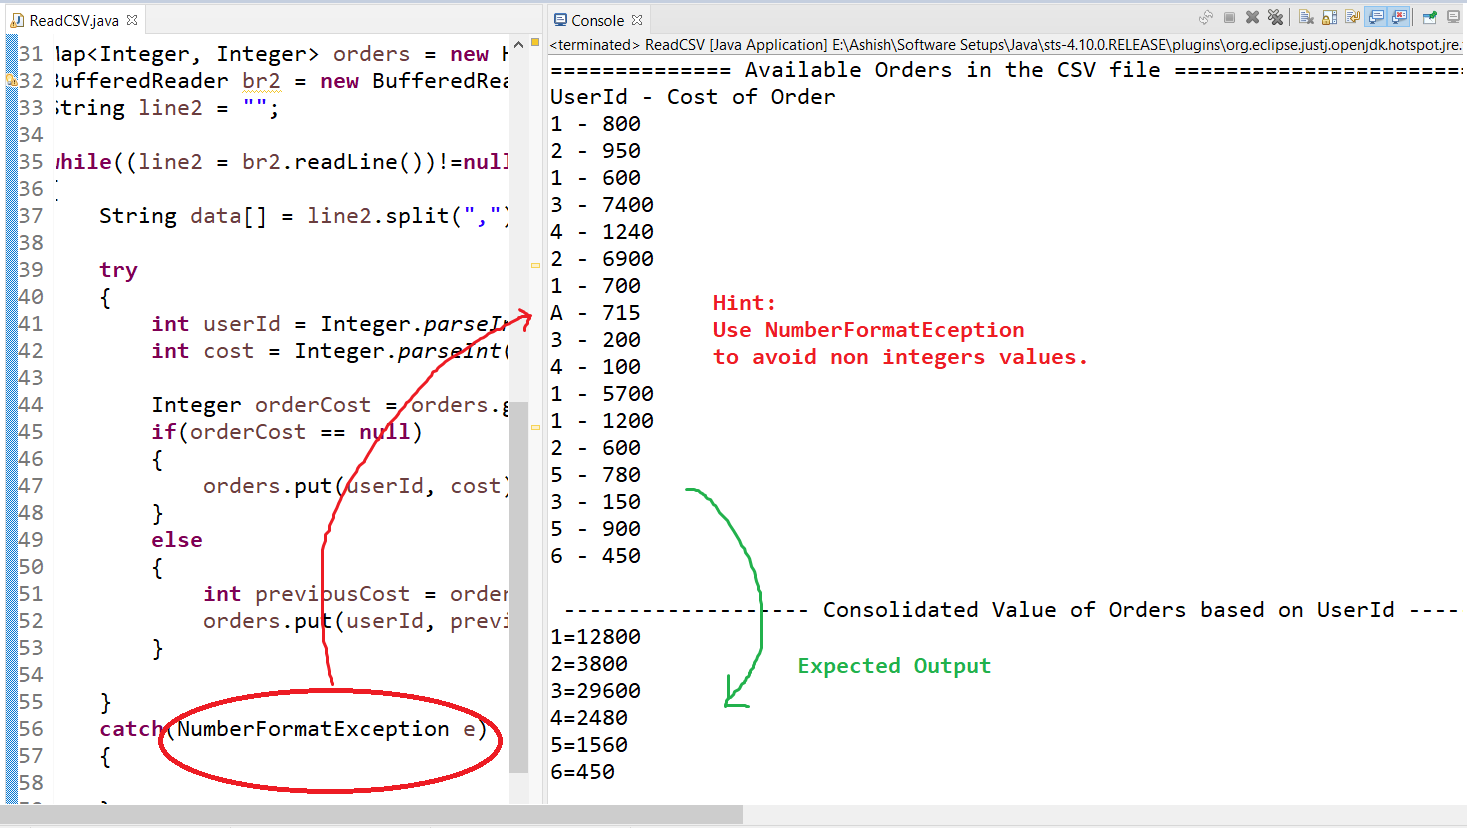 ReadCSV.java
31 Map<Integer, Integer> orders = new H
32 BufferedReader br2 = new BufferedRea
33 String line2 = "";
34
35 while((line2 = br2.readLine())!=null
36 {
37 String data[] = line2.split(",")
38
39 try
40 {
41 int userId = Integer.parseIn
42 int cost = Integer.parseInt(
43
44 Integer orderCost = orders.g
45 if(orderCost == null)
46 {
47 orders.put(userId, cost)
48 }
49 else
50 {
51 int previousCost = order
52 orders.put(userId, previ
53 }
54
55 }
56 catch(NumberFormatException e)
57 {
58
Console
<terminated> ReadCSV [Java Application] E:\Ashish\Software Setups\Java\sts-4.10.0.RELEASE\plugins\org.eclipse.justj.openjdk.hotspot.jre.
============== Available Orders in the CSV file ======================
UserId - Cost of Order
1 - 800
2 - 950
1 - 600
3 - 7400
4 - 1240
2 - 6900
1 - 700
A - 715
3 - 200
4 - 100
1 - 5700
1 - 1200
2 - 600
5 - 780
3 - 150
5 - 900
6 - 450
Hint:
Use NumberFormatEception
to avoid non integers values.
------------------- Consolidated Value of Orders based on UserId ----
1=12800
2=3800
3=29600
4=2480
5=1560
6=450
Expected Output